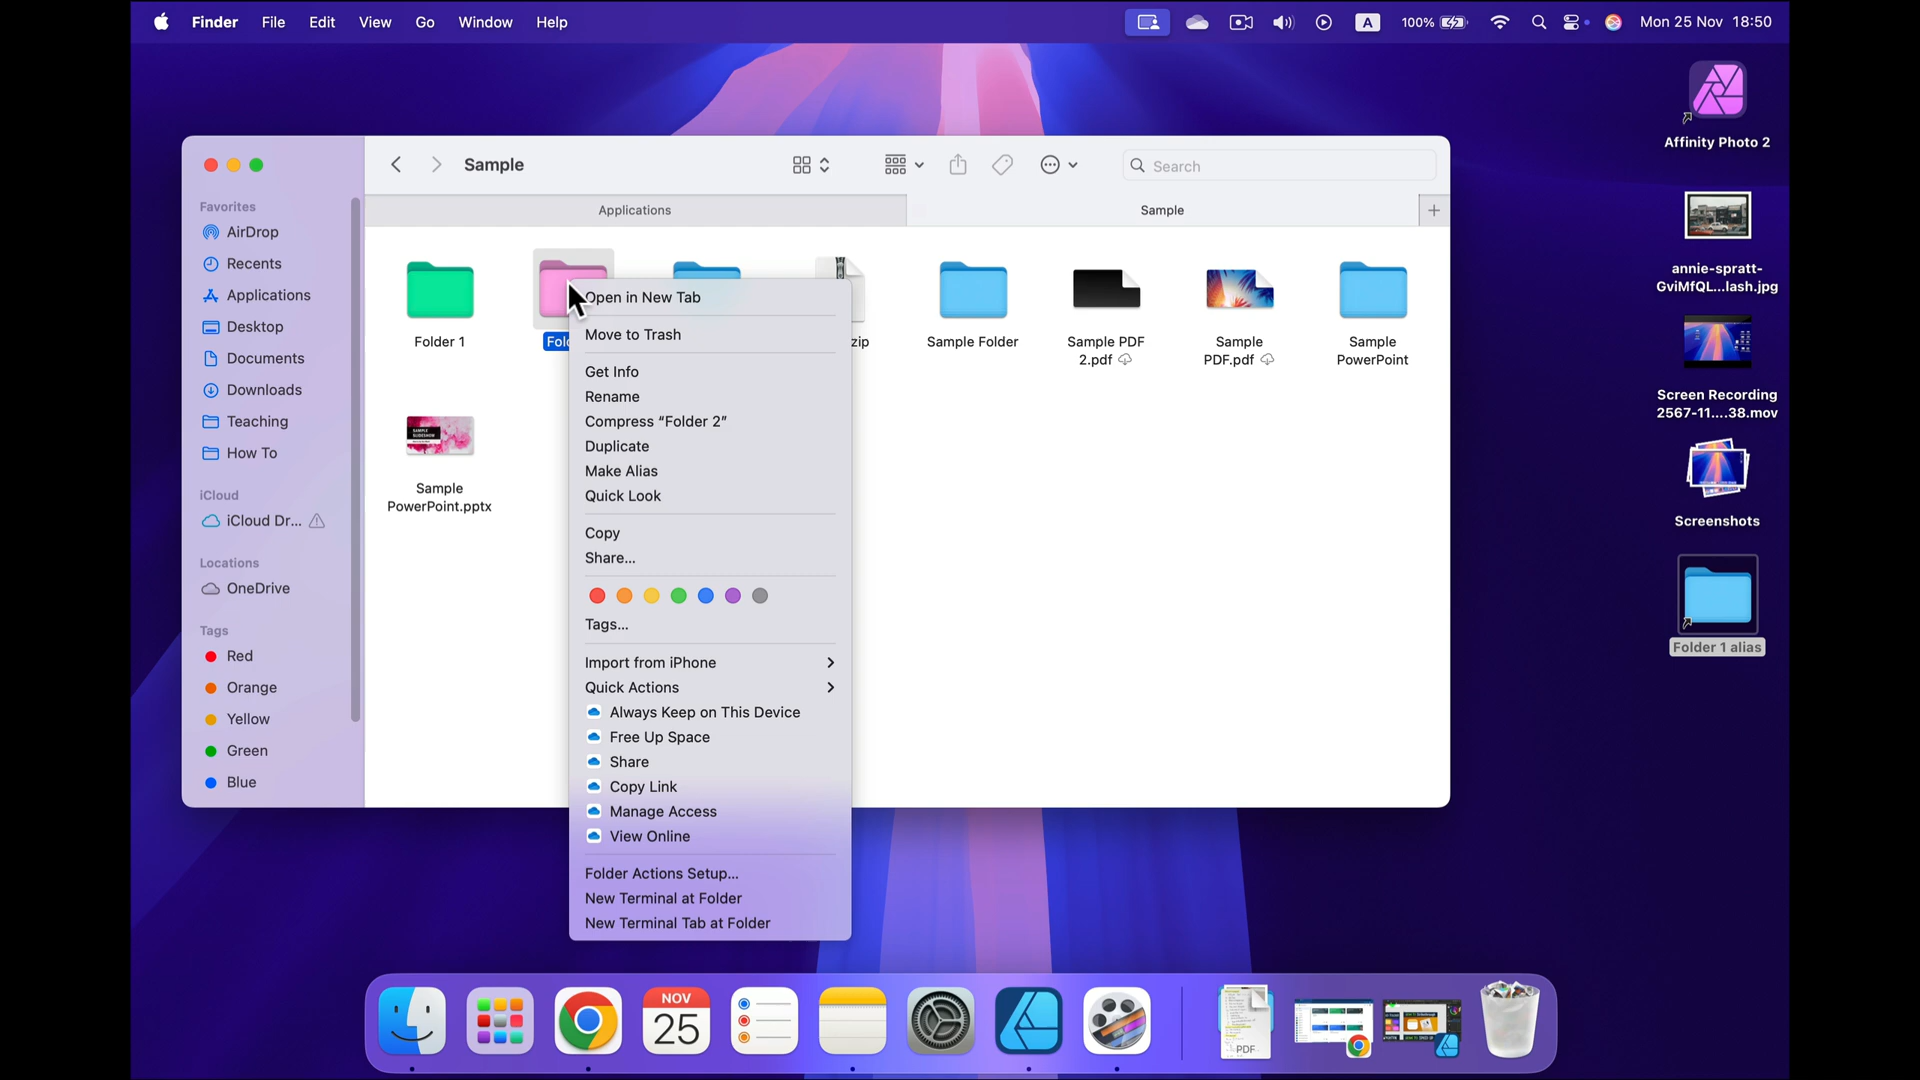 Finder File Edit View Go Window Help
A 100% Mon 25 Nov 18:50
Affinity Photo 2
annie-spratt-
GviMfQL...lash.jpg
Screen Recording
2567-11....38.mov
Screenshots
Folder 1 alias
Sample
Search
Applications
Sample
Favorites
AirDrop
Recents
Applications
Desktop
Documents
Downloads
Teaching
How To
iCloud
iCloud Dr...
Locations
OneDrive
Tags
Red
Orange
Yellow
Green
Blue
Folder 1
zip
Sample Folder
Sample PDF
2.pdf
Sample
PDF.pdf
Sample
PowerPoint
Sample
PowerPoint.pptx
Open in New Tab
Move to Trash
Get Info
Rename
Compress “Folder 2”
Duplicate
Make Alias
Quick Look
Copy
Share...
Tags...
Import from iPhone
Quick Actions
Always Keep on This Device
Free Up Space
Share
Copy Link
Manage Access
View Online
Folder Actions Setup...
New Terminal at Folder
New Terminal Tab at Folder
NOV
25
PDF